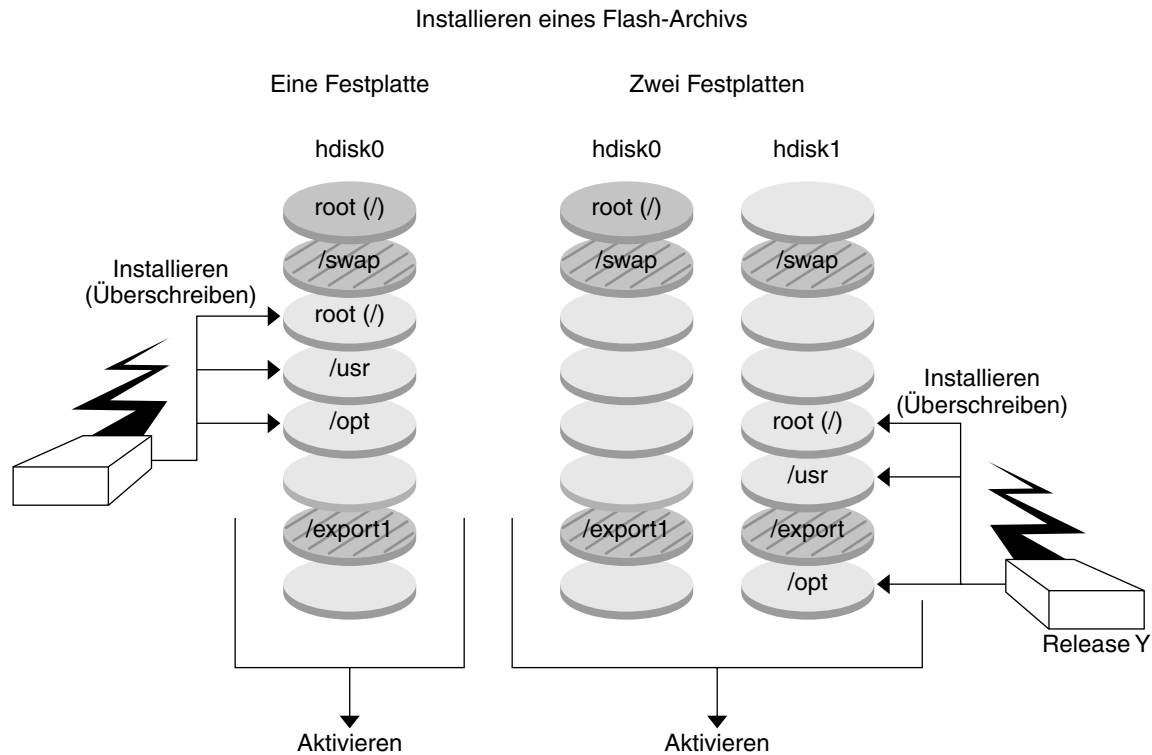 Installieren eines Flash-Archivs
Eine Festplatte
hdisk0
root (/)
/swap
root (/)
/usr
/opt
/export1
Installieren
(Überschreiben)
Aktivieren
Zwei Festplatten
hdisk0
root (/)
/swap
/export1
hdisk1
/swap
root (/)
/usr
/export
/opt
Installieren
(Überschreiben)
Release Y
Aktivieren